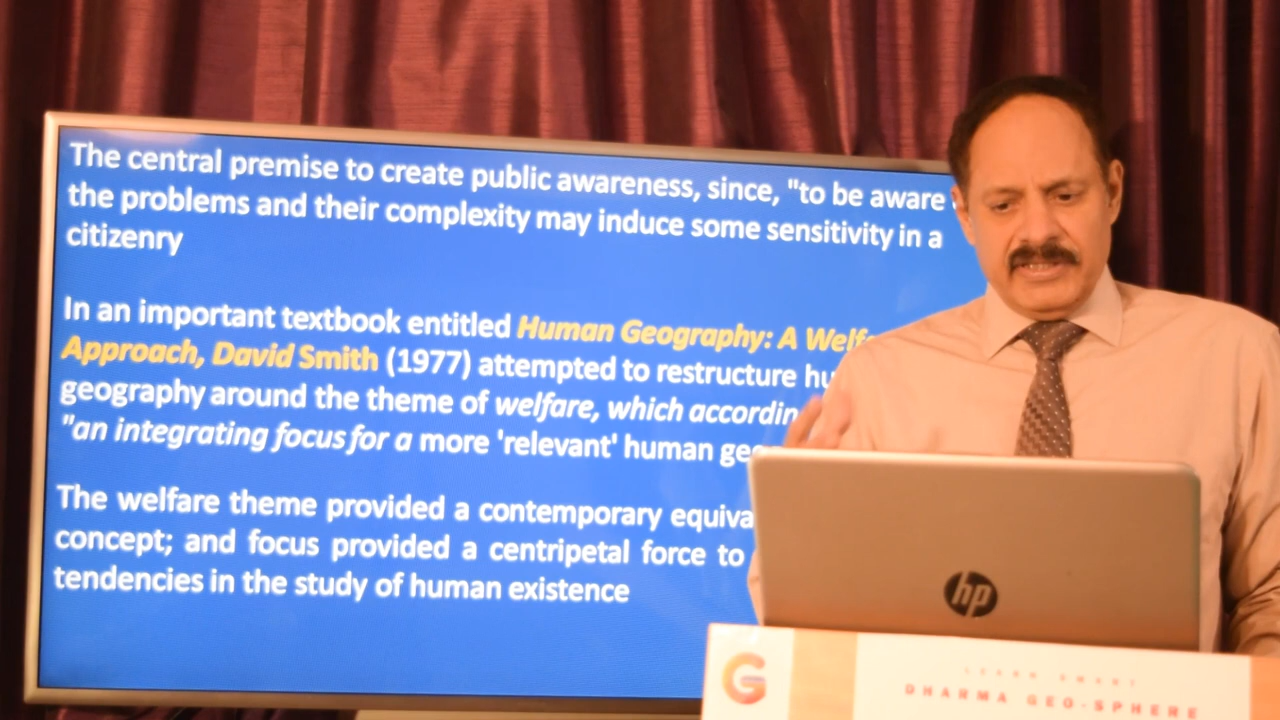 The central premise to create public awareness, since, "to be aware
the problems and their complexity may induce some sensitivity in a
citizenry
In an important textbook entitled Human Geography: A Welf
Approach, David Smith (1977) attempted to restructure hu
geography around the theme of welfare, which accordin
"an integrating focus for a more 'relevant' human geo
The welfare theme provided a contemporary equiva
concept; and focus provided a centripetal force to
tendencies in the study of human existence
hp
G
LEARN SMART
DHARMA GEO-SPHERE